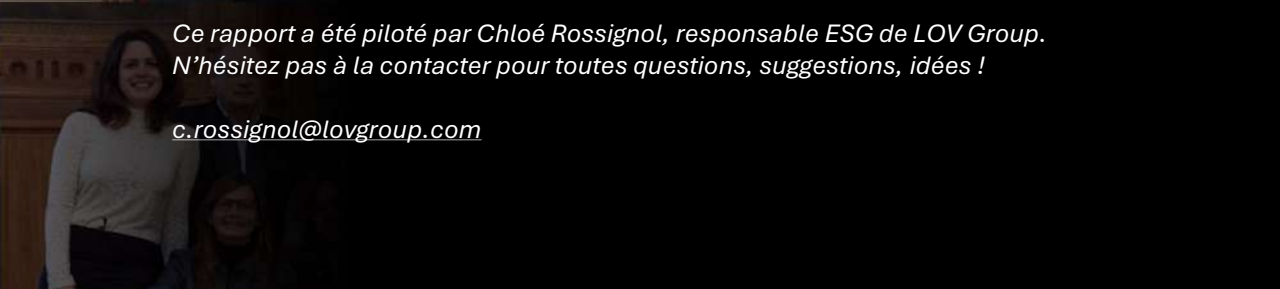 Ce rapport a été piloté par Chloé Rossignol, responsable ESG de LOV Group.
N’hésitez pas à la contacter pour toutes questions, suggestions, idées !
c.rossignol@lovgroup.com